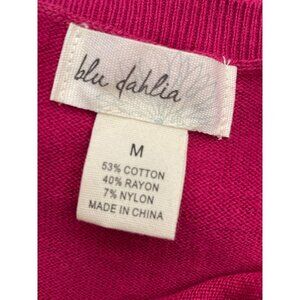 blu dahlia
M
53% COTTON
40% RAYON
7% NYLON
MADE IN CHINA